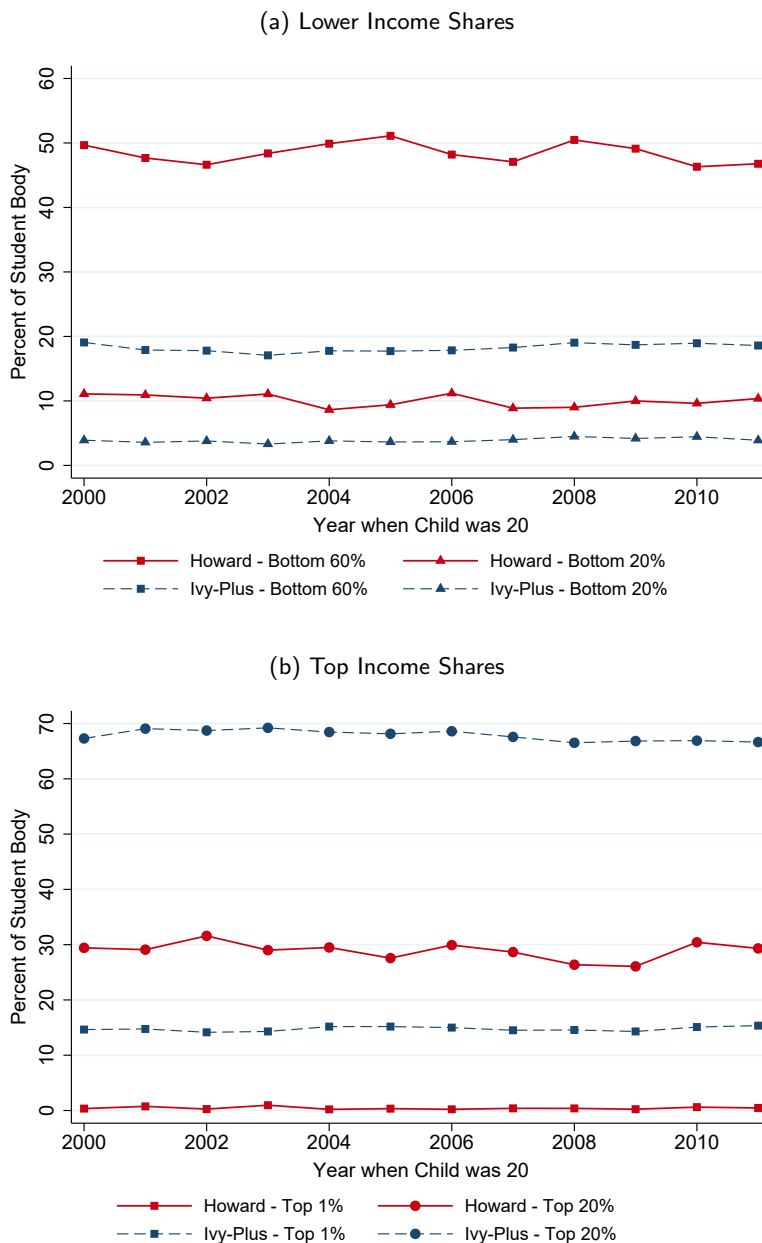 (a) Lower Income Shares
60
50
40
30
20
10
0
Percent of Student Body
2000 2002 2004 2006 2008 2010
Year when Child was 20
Howard - Bottom 60% Howard - Bottom 20%
Ivy-Plus - Bottom 60% Ivy-Plus - Bottom 20%
(b) Top Income Shares
70
60
50
40
30
20
10
0
Percent of Student Body
2000 2002 2004 2006 2008 2010
Year when Child was 20
Howard - Top 1% Howard - Top 20%
Ivy-Plus - Top 1% Ivy-Plus - Top 20%